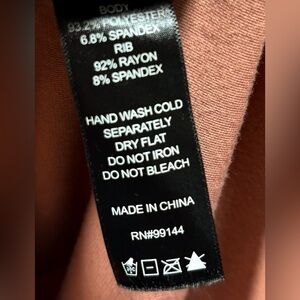 BODY
93.2% POLYESTER
6.8% SPANDEX
RIB
92% RAYON
8% SPANDEX
HAND WASH COLD
SEPARATELY
DRY FLAT
DO NOT IRON
DO NOT BLEACH
MADE IN CHINA
RN#99144